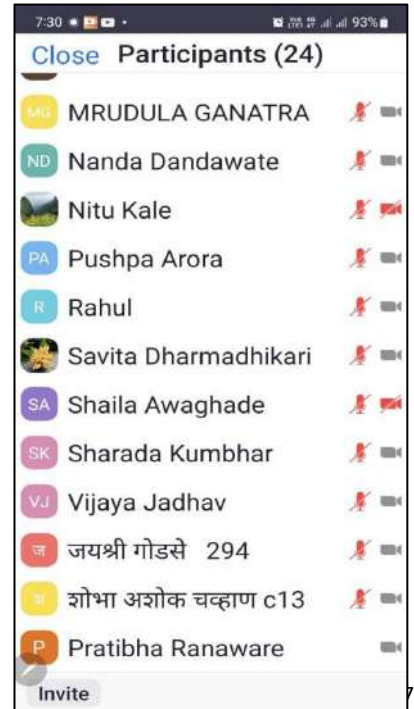 7:30 93%
Close Participants (24)
MG MRUDULA GANATRA
ND Nanda Dandawate
Nitu Kale
PA Pushpa Arora
R Rahul
Savita Dharmadhikari
SA Shaila Awaghade
SK Sharada Kumbhar
VJ Vijaya Jadhav
ज जयश्री गोडसे 294
श शोभा अशोक चव्हाण c13
P Pratibha Ranaware
Invite
7